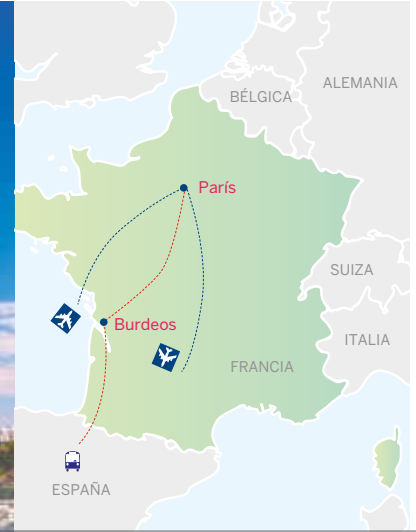 ALEMANIA
BÉLGICA
París
SUIZA
Burdeos
ITALIA
FRANCIA
ESPAÑA